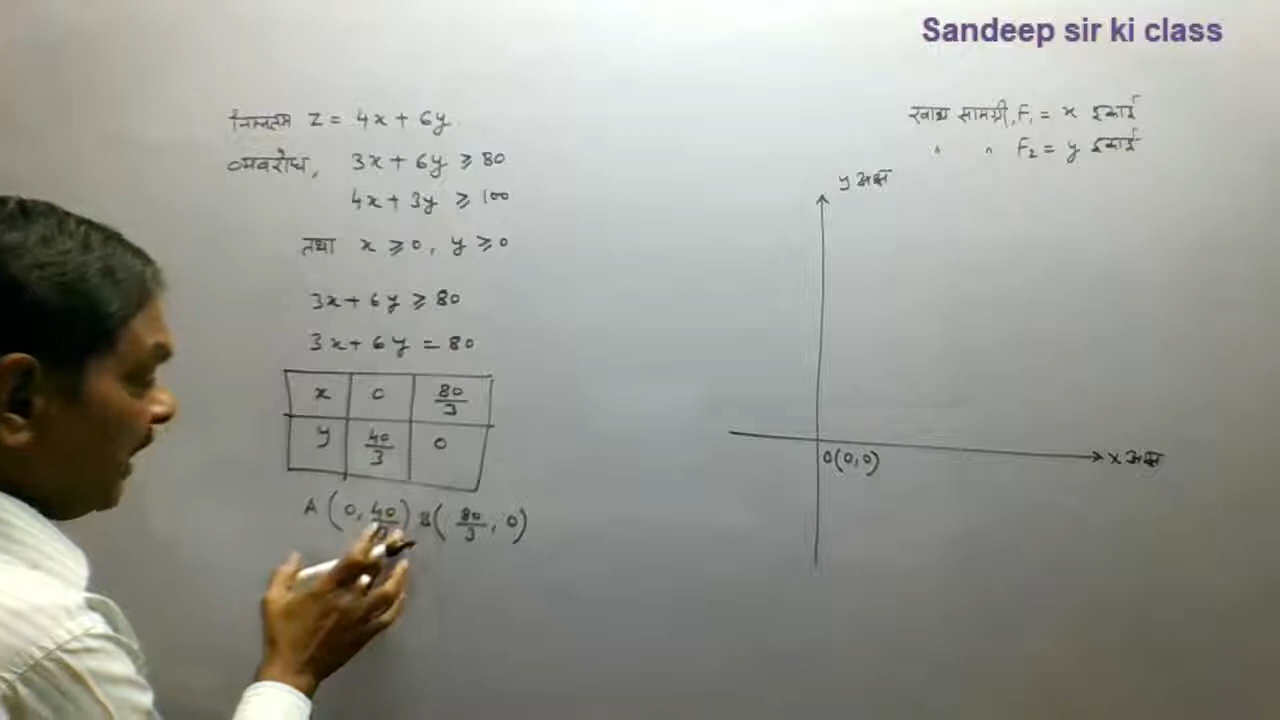 Sandeep sir ki class
निम्नतम Z = 4x + 6y
व्यवरोध, 3x + 6y ≥ 80
4x + 3y ≥ 100
तथा x ≥ 0, y ≥ 0
3x + 6y ≥ 80
3x + 6y = 80
x 0 80/3
y 40/3 0
A (0, 40/3) B (80/3, 0)
खाद्य सामग्री, F₁ = x इकाई
" " F₂ = y इकाई
y अक्ष
0(0,0)
x अक्ष